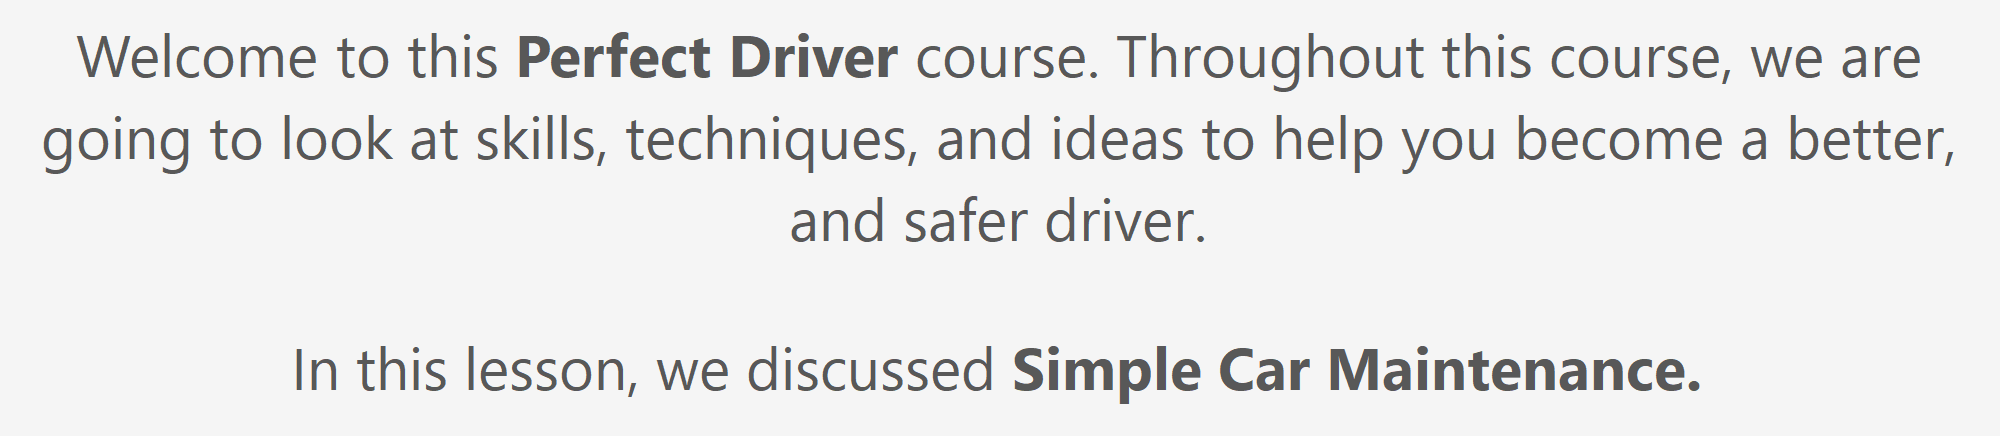 Welcome to this Perfect Driver course. Throughout this course, we are
going to look at skills, techniques, and ideas to help you become a better,
and safer driver.
In this lesson, we discussed Simple Car Maintenance.